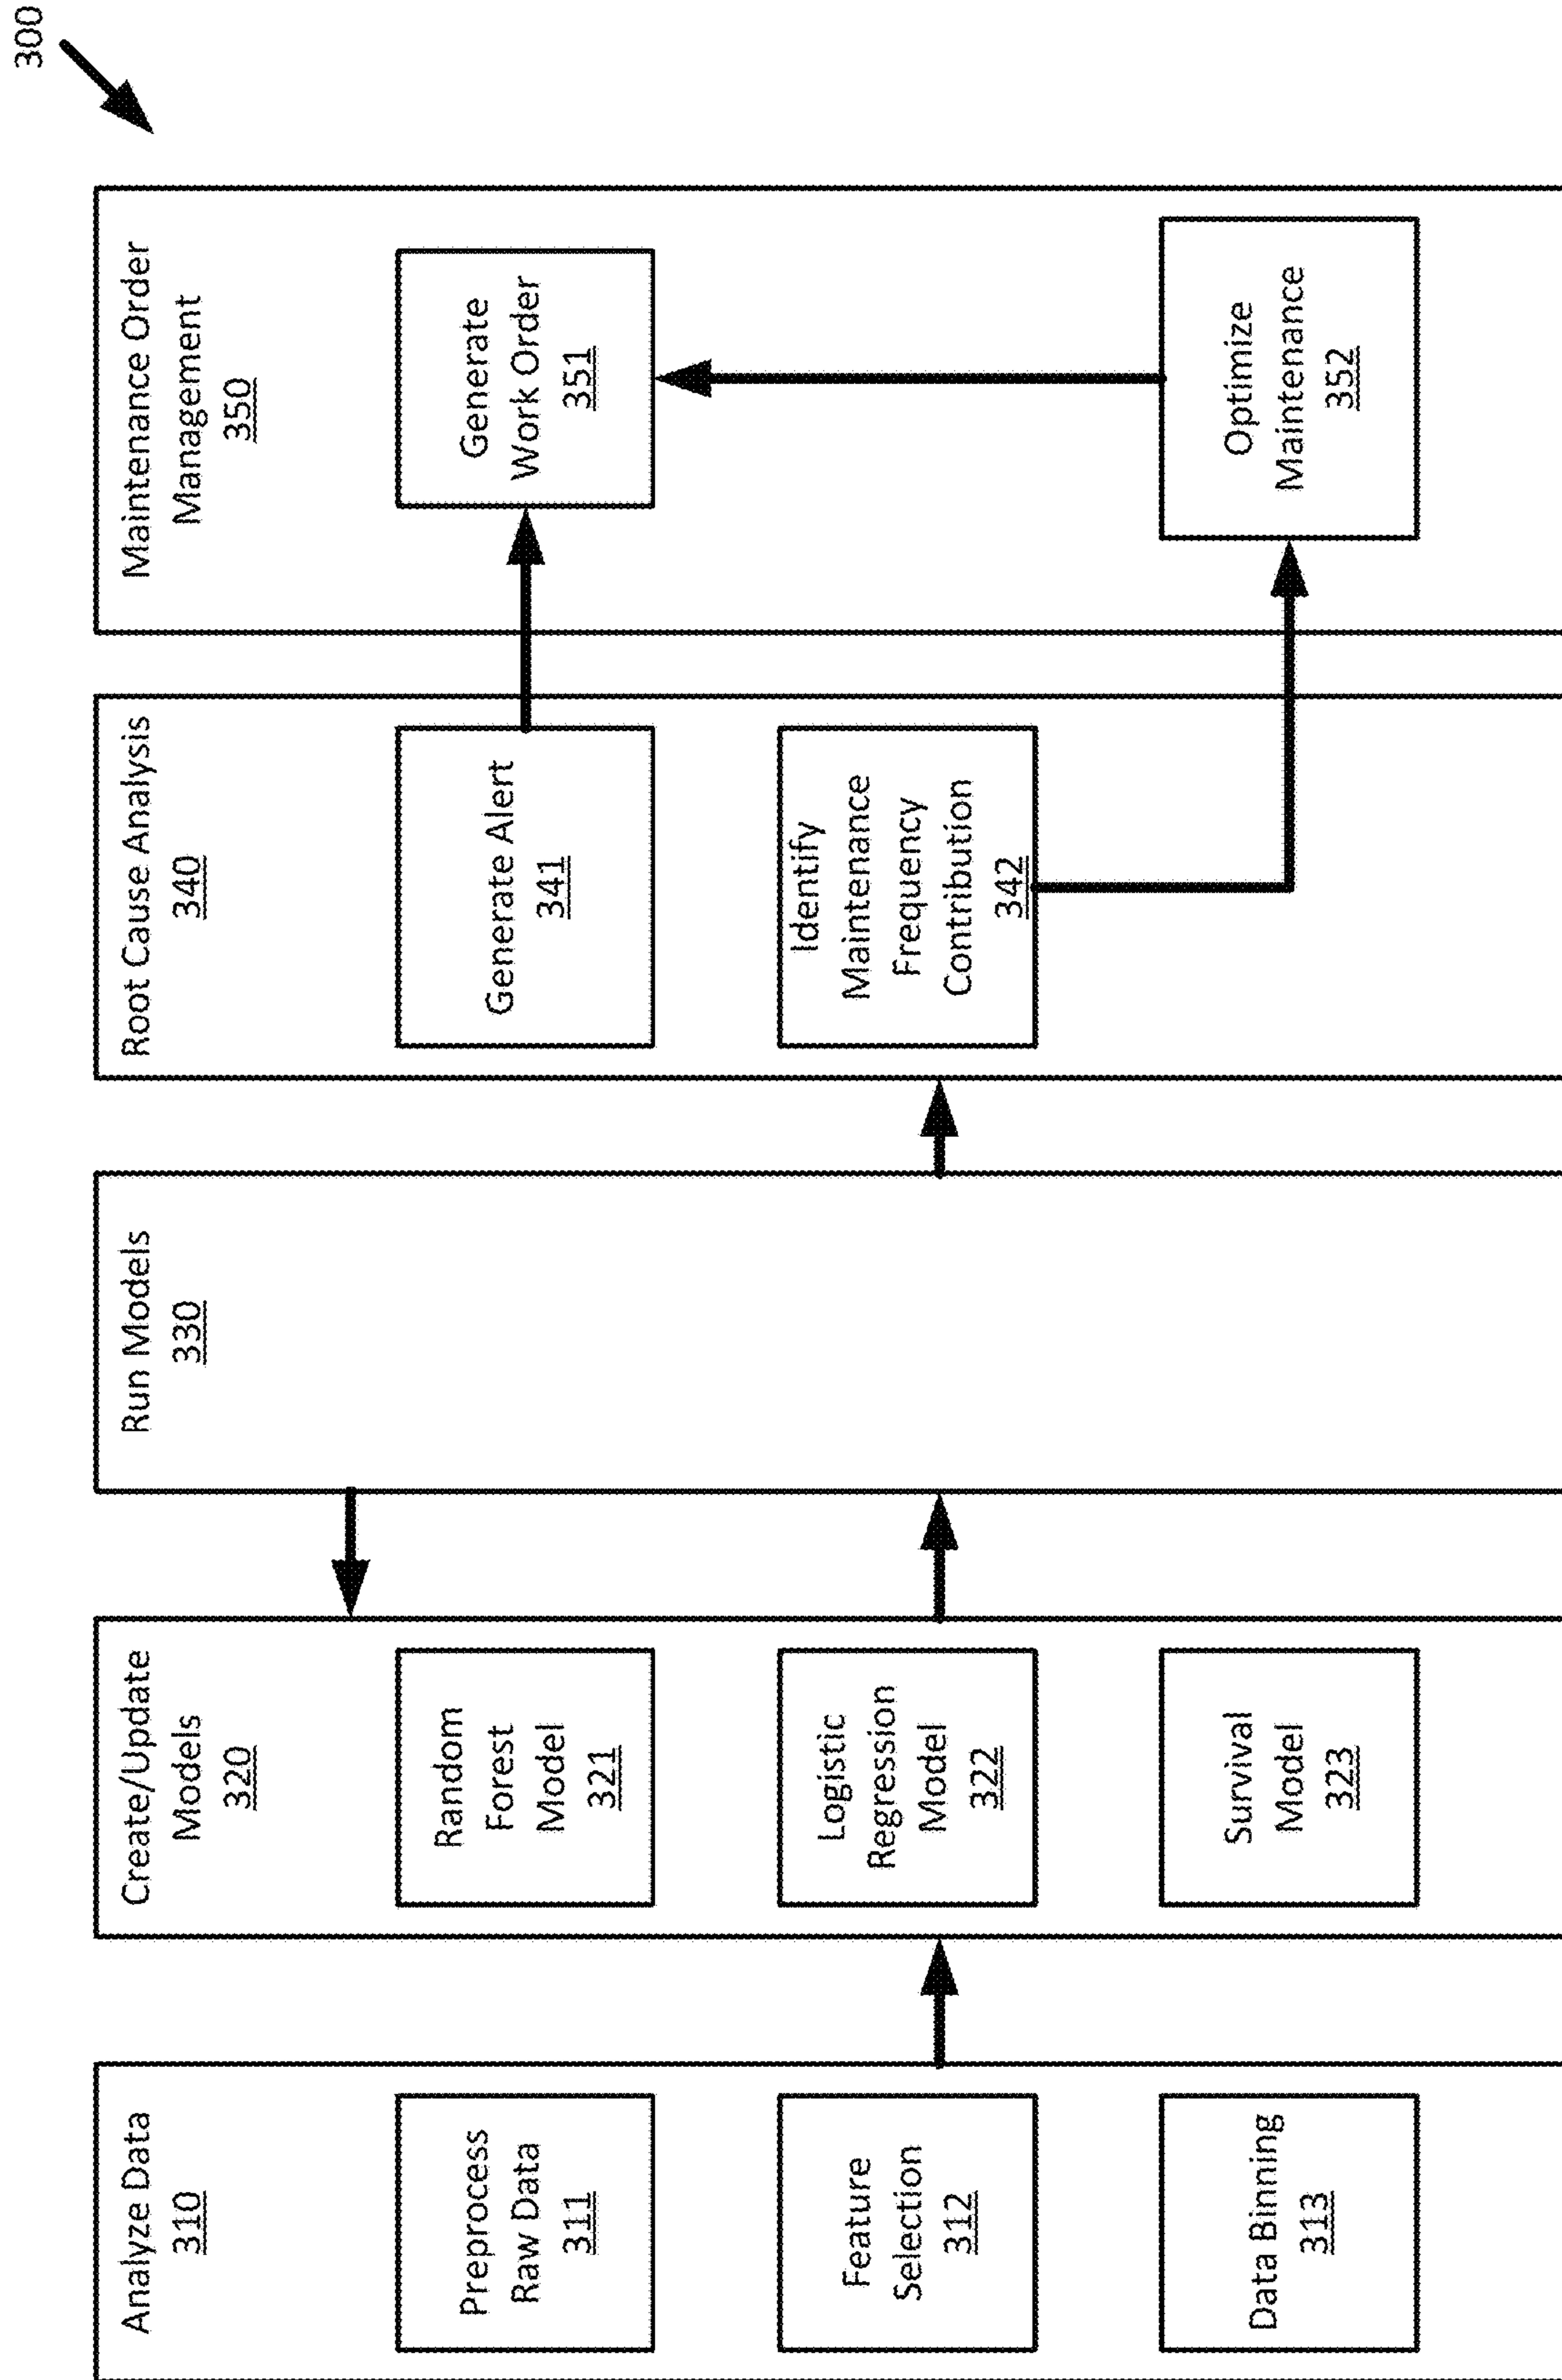 300
Analyze Data
310
Preprocess
Raw Data
311
Feature
Selection
312
Data Binning
313
Create/Update
Models
320
Random
Forest
Model
321
Logistic
Regression
Model
322
Survival
Model
323
Run Models
330
Root Cause Analysis
340
Generate Alert
341
Identify
Maintenance
Frequency
Contribution
342
Maintenance Order
Management
350
Generate
Work Order
351
Optimize
Maintenance
352